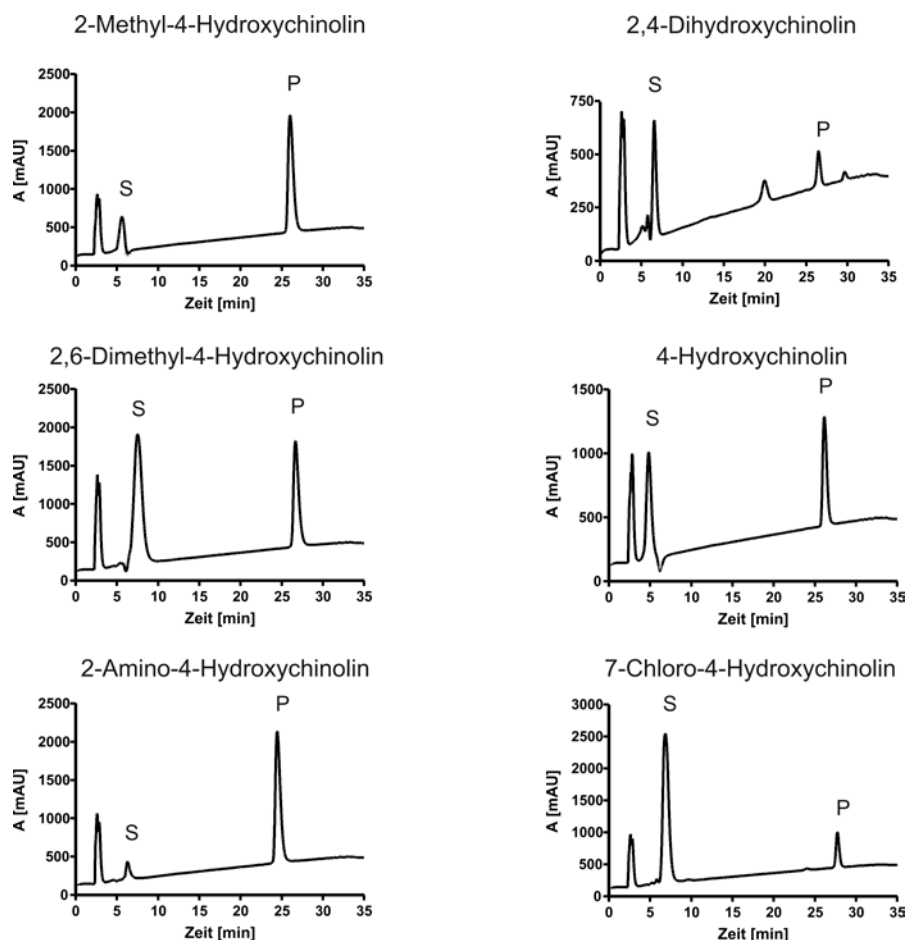 2-Methyl-4-Hydroxychinolin
2500
2000
1500
1000
500
0
A [mAU]
S
P
0 5 10 15 20 25 30 35
Zeit [min]
2,4-Dihydroxychinolin
750
500
250
0
A [mAU]
S
P
0 5 10 15 20 25 30 35
Zeit [min]
2,6-Dimethyl-4-Hydroxychinolin
2500
2000
1500
1000
500
0
A [mAU]
S
P
0 5 10 15 20 25 30 35
Zeit [min]
4-Hydroxychinolin
1500
1000
500
0
A [mAU]
S
P
0 5 10 15 20 25 30 35
Zeit [min]
2-Amino-4-Hydroxychinolin
2500
2000
1500
1000
500
0
A [mAU]
S
P
0 5 10 15 20 25 30 35
Zeit [min]
7-Chloro-4-Hydroxychinolin
3000
2500
2000
1500
1000
500
0
A [mAU]
S
P
0 5 10 15 20 25 30 35
Zeit [min]